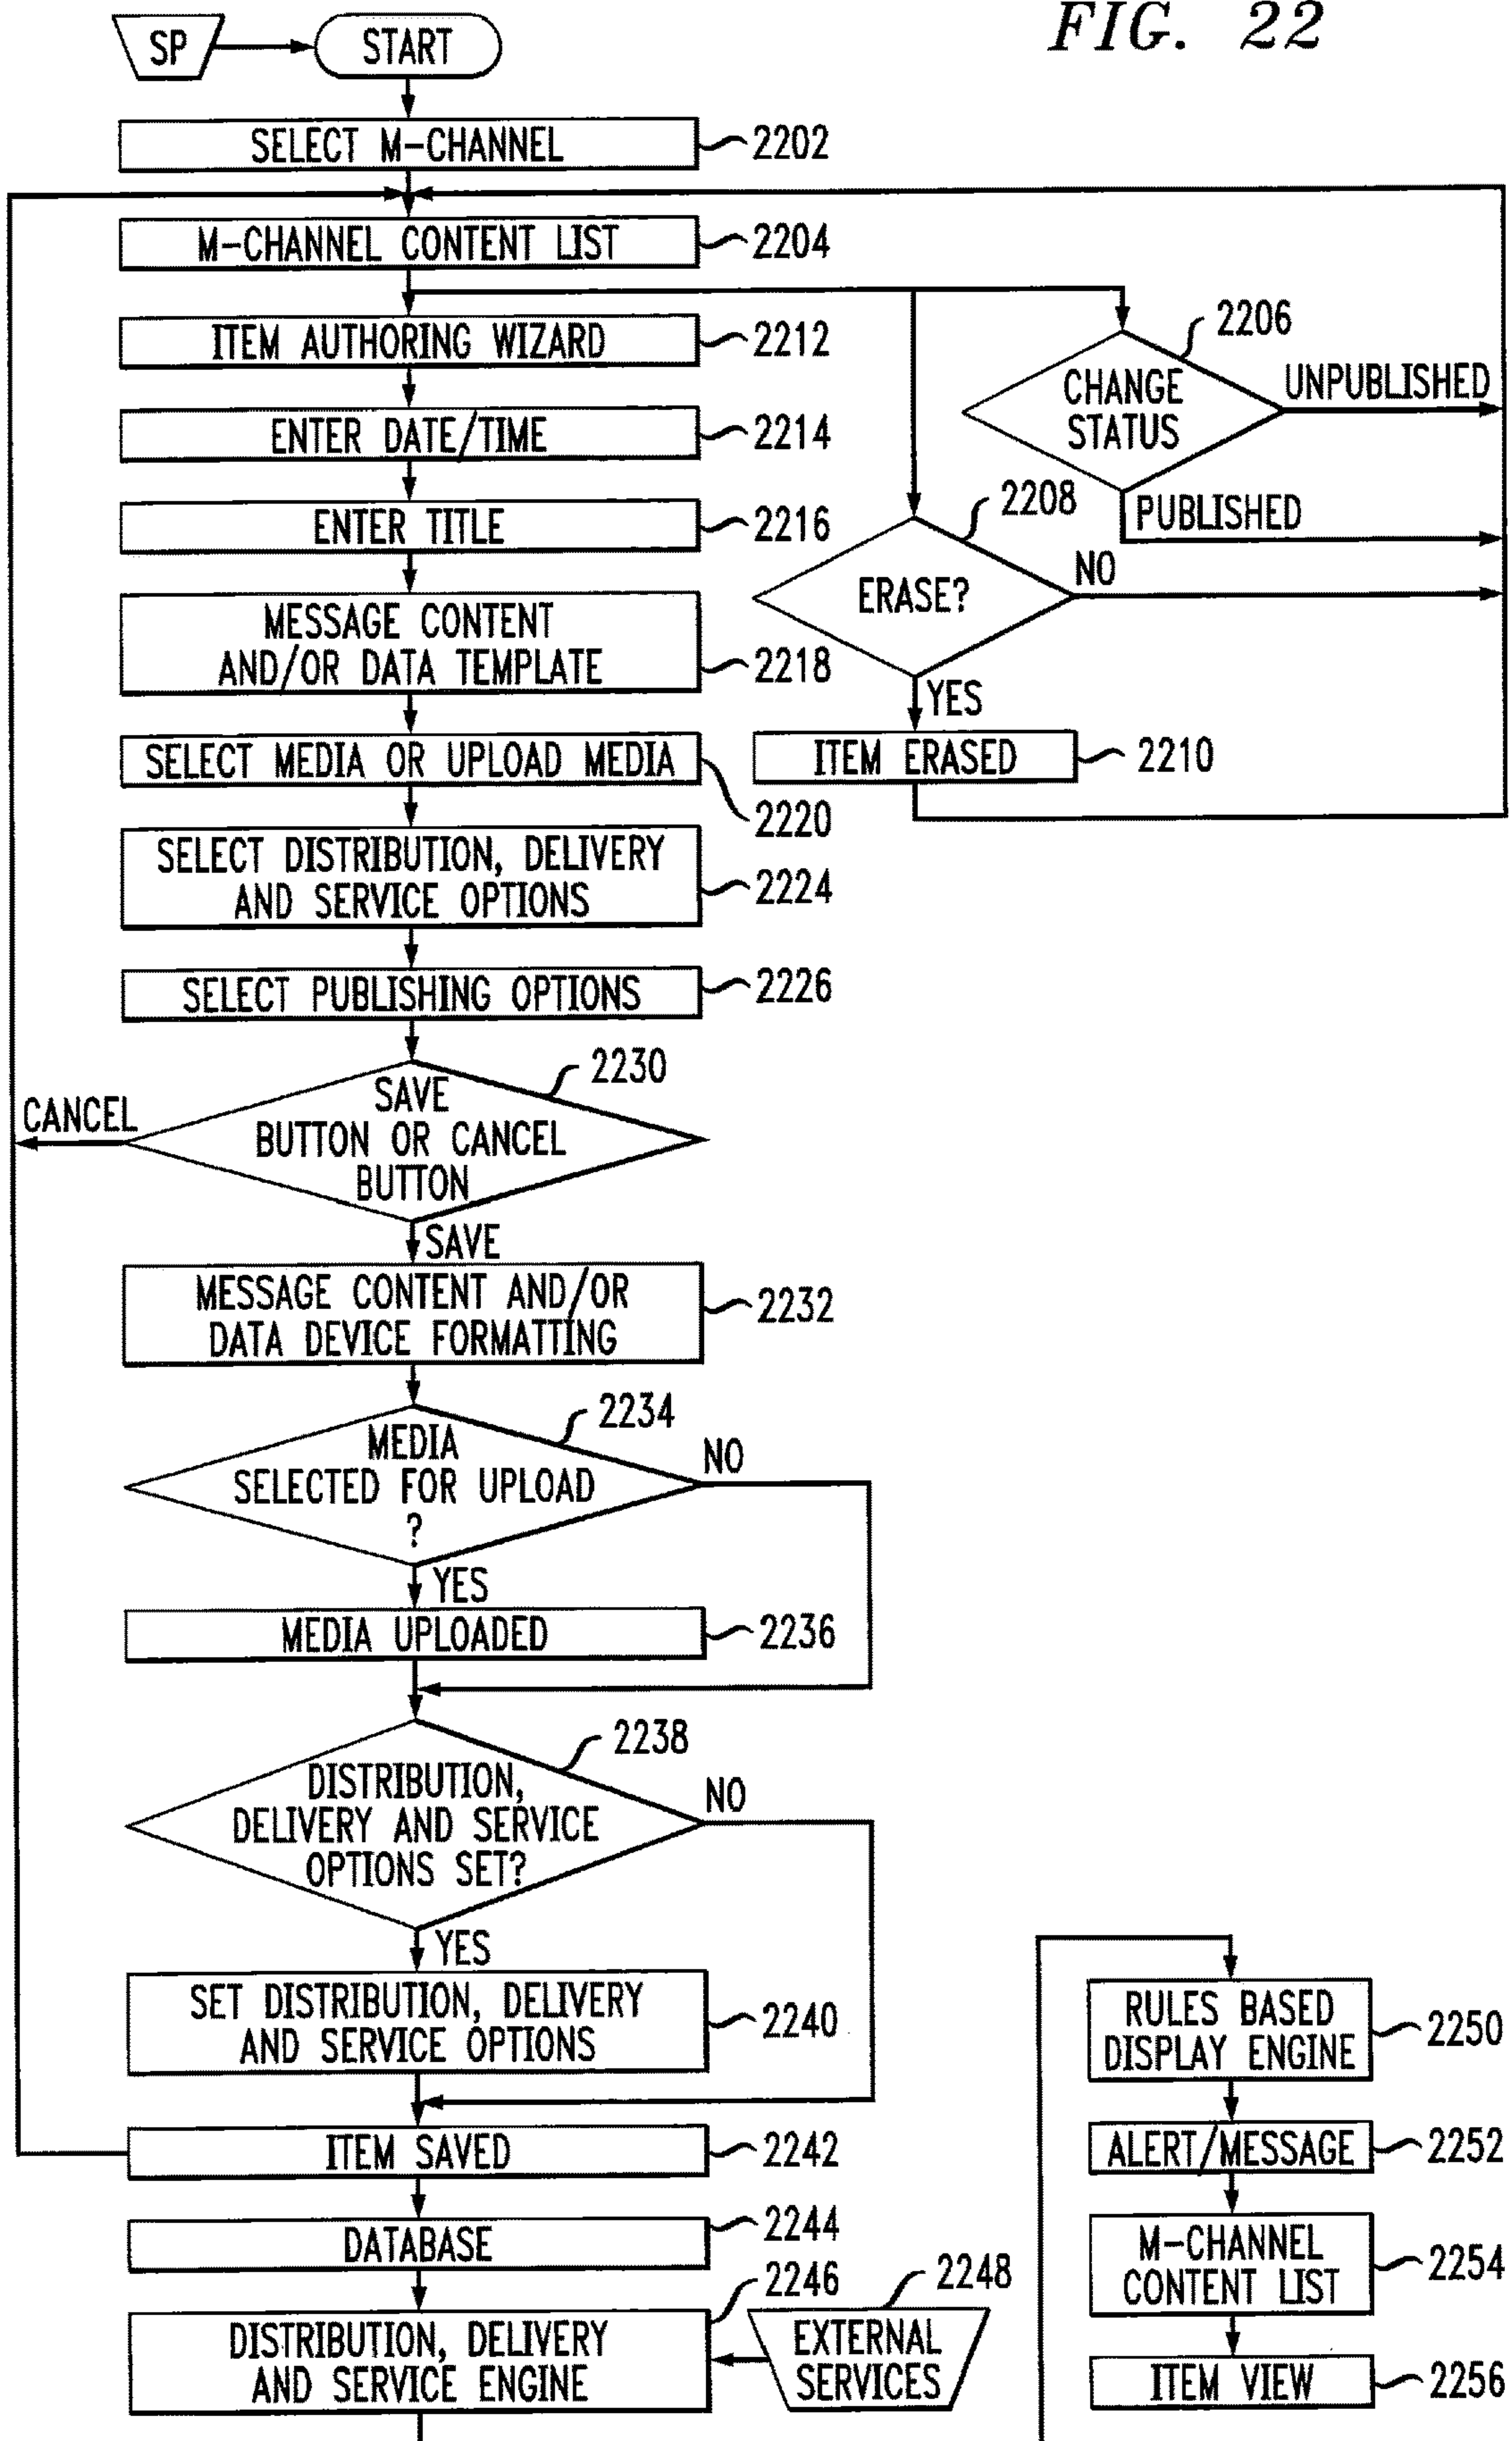 FIG. 22
SP
START
SELECT M-CHANNEL
2202
M-CHANNEL CONTENT LIST
2204
ITEM AUTHORING WIZARD
2212
2206
CHANGE
STATUS
UNPUBLISHED
PUBLISHED
ENTER DATE/TIME
2214
ENTER TITLE
2216
2208
ERASE?
NO
YES
MESSAGE CONTENT
AND/OR DATA TEMPLATE
2218
ITEM ERASED
2210
SELECT MEDIA OR UPLOAD MEDIA
2220
SELECT DISTRIBUTION, DELIVERY
AND SERVICE OPTIONS
2224
SELECT PUBLISHING OPTIONS
2226
2230
SAVE
BUTTON OR CANCEL
BUTTON
CANCEL
SAVE
MESSAGE CONTENT AND/OR
DATA DEVICE FORMATTING
2232
2234
MEDIA
SELECTED FOR UPLOAD
?
NO
YES
MEDIA UPLOADED
2236
2238
DISTRIBUTION,
DELIVERY AND SERVICE
OPTIONS SET?
NO
YES
SET DISTRIBUTION, DELIVERY
AND SERVICE OPTIONS
2240
ITEM SAVED
2242
DATABASE
2244
2246
DISTRIBUTION, DELIVERY
AND SERVICE ENGINE
2248
EXTERNAL
SERVICES
RULES BASED
DISPLAY ENGINE
2250
ALERT/MESSAGE
2252
M-CHANNEL
CONTENT LIST
2254
ITEM VIEW
2256